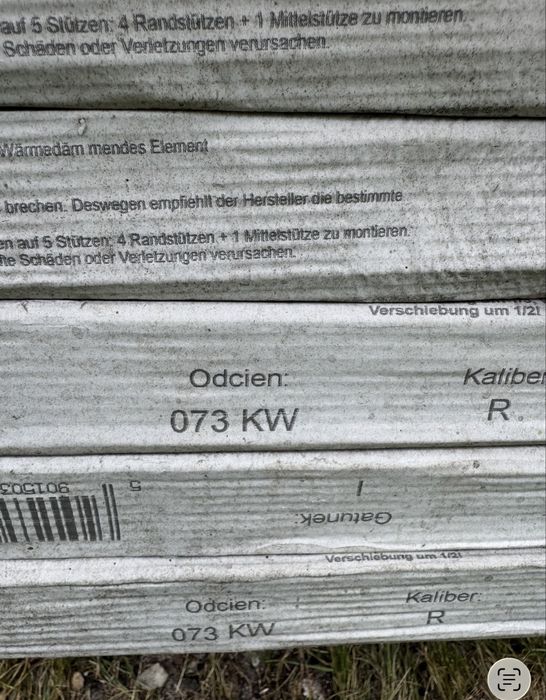 auf 5 Stützen: 4 Randstützen + 1 Mittelstütze zu montieren.
Schäden oder Verletzungen verursachen.
Wärmedäm mendes Element
brechen. Deswegen empfiehlt der Hersteller die bestimmte
en auf 5 Stützen: 4 Randstützen + 1 Mittelstütze zu montieren.
he Schäden oder Verletzungen verursachen.
Verschiebung um 1/2!
Odcien: Kaliber
073 KW R
5 901503
I
Gatunek:
Verschiebung um 1/2!
Odcien: Kaliber:
073 KW R